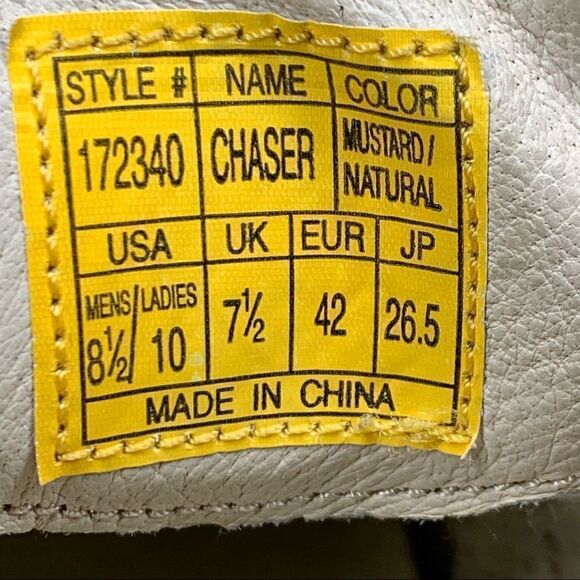 STYLE # NAME COLOR
172340 CHASER MUSTARD/
NATURAL
USA UK EUR JP
MENS/LADIES
8½/10 7½ 42 26.5
MADE IN CHINA